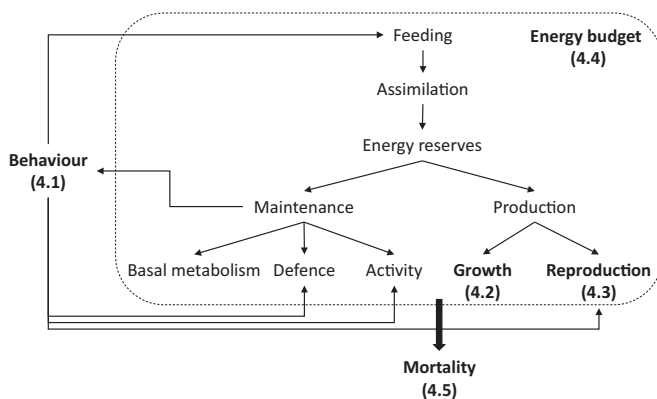 Feeding
Energy budget
(4.4)
Assimilation
Energy reserves
Behaviour
(4.1)
Maintenance
Production
Basal metabolism
Defence
Activity
Growth
(4.2)
Reproduction
(4.3)
Mortality
(4.5)